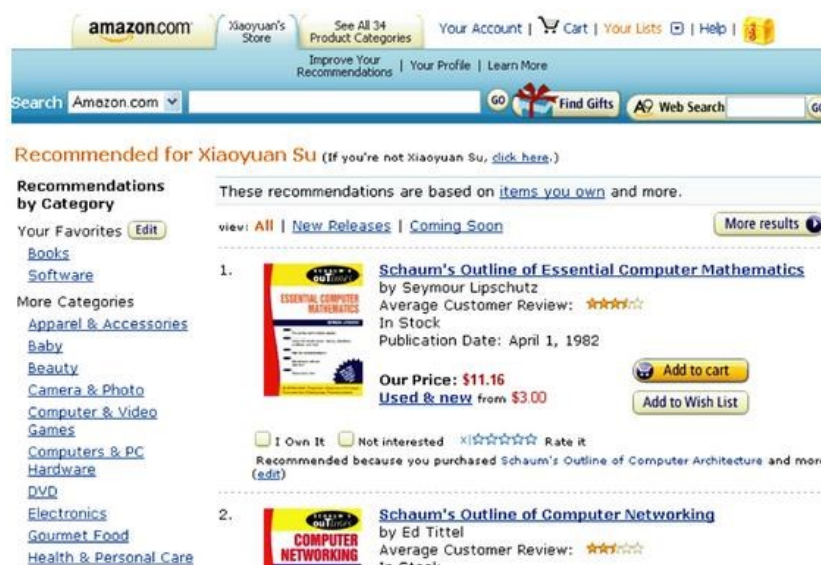 amazon.com
Xiaoyuan's
Store
See All 34
Product Categories
Your Account | Cart | Your Lists | Help |
Improve Your
Recommendations | Your Profile | Learn More
Search Amazon.com GO Find Gifts A9 Web Search GO
Recommended for Xiaoyuan Su (If you're not Xiaoyuan Su, click here.)
Recommendations
by Category
Your Favorites Edit
Books
Software
More Categories
Apparel & Accessories
Baby
Beauty
Camera & Photo
Computer & Video
Games
Computers & PC
Hardware
DVD
Electronics
Gourmet Food
Health & Personal Care
These recommendations are based on items you own and more.
view: All | New Releases | Coming Soon More results
1.
SCHAUM'S
OUTlines
ESSENTIAL COMPUTER
MATHEMATICS
Schaum's Outline of Essential Computer Mathematics
by Seymour Lipschutz
Average Customer Review:
In Stock
Publication Date: April 1, 1982
Our Price: $11.16
Used & new from $3.00
Add to cart
Add to Wish List
I Own It Not interested x| Rate it
Recommended because you purchased Schaum's Outline of Computer Architecture and more
(edit)
2.
SCHAUM'S
OUTlines
COMPUTER
NETWORKING
Schaum's Outline of Computer Networking
by Ed Tittel
Average Customer Review:
In Stock